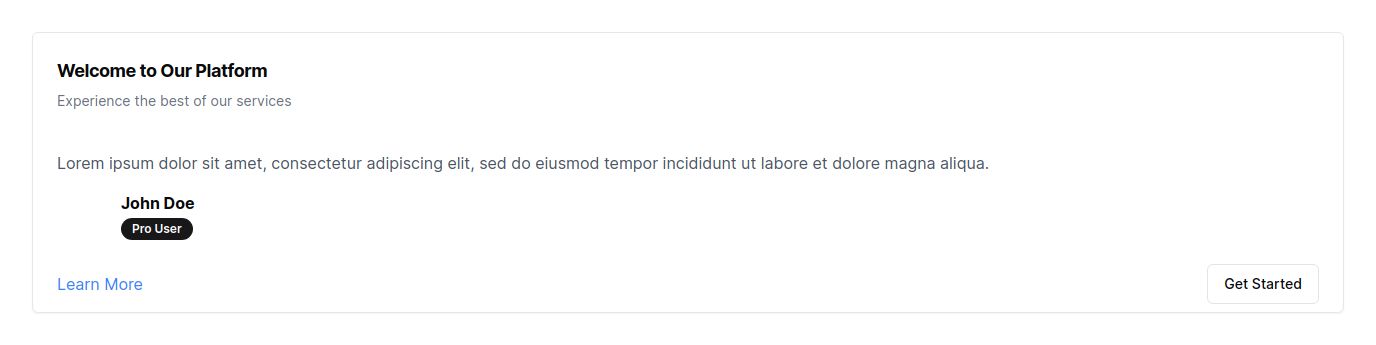 Welcome to Our Platform
Experience the best of our services
Lorem ipsum dolor sit amet, consectetur adipiscing elit, sed do eiusmod tempor incididunt ut labore et dolore magna aliqua.
John Doe
Pro User
Learn More
Get Started